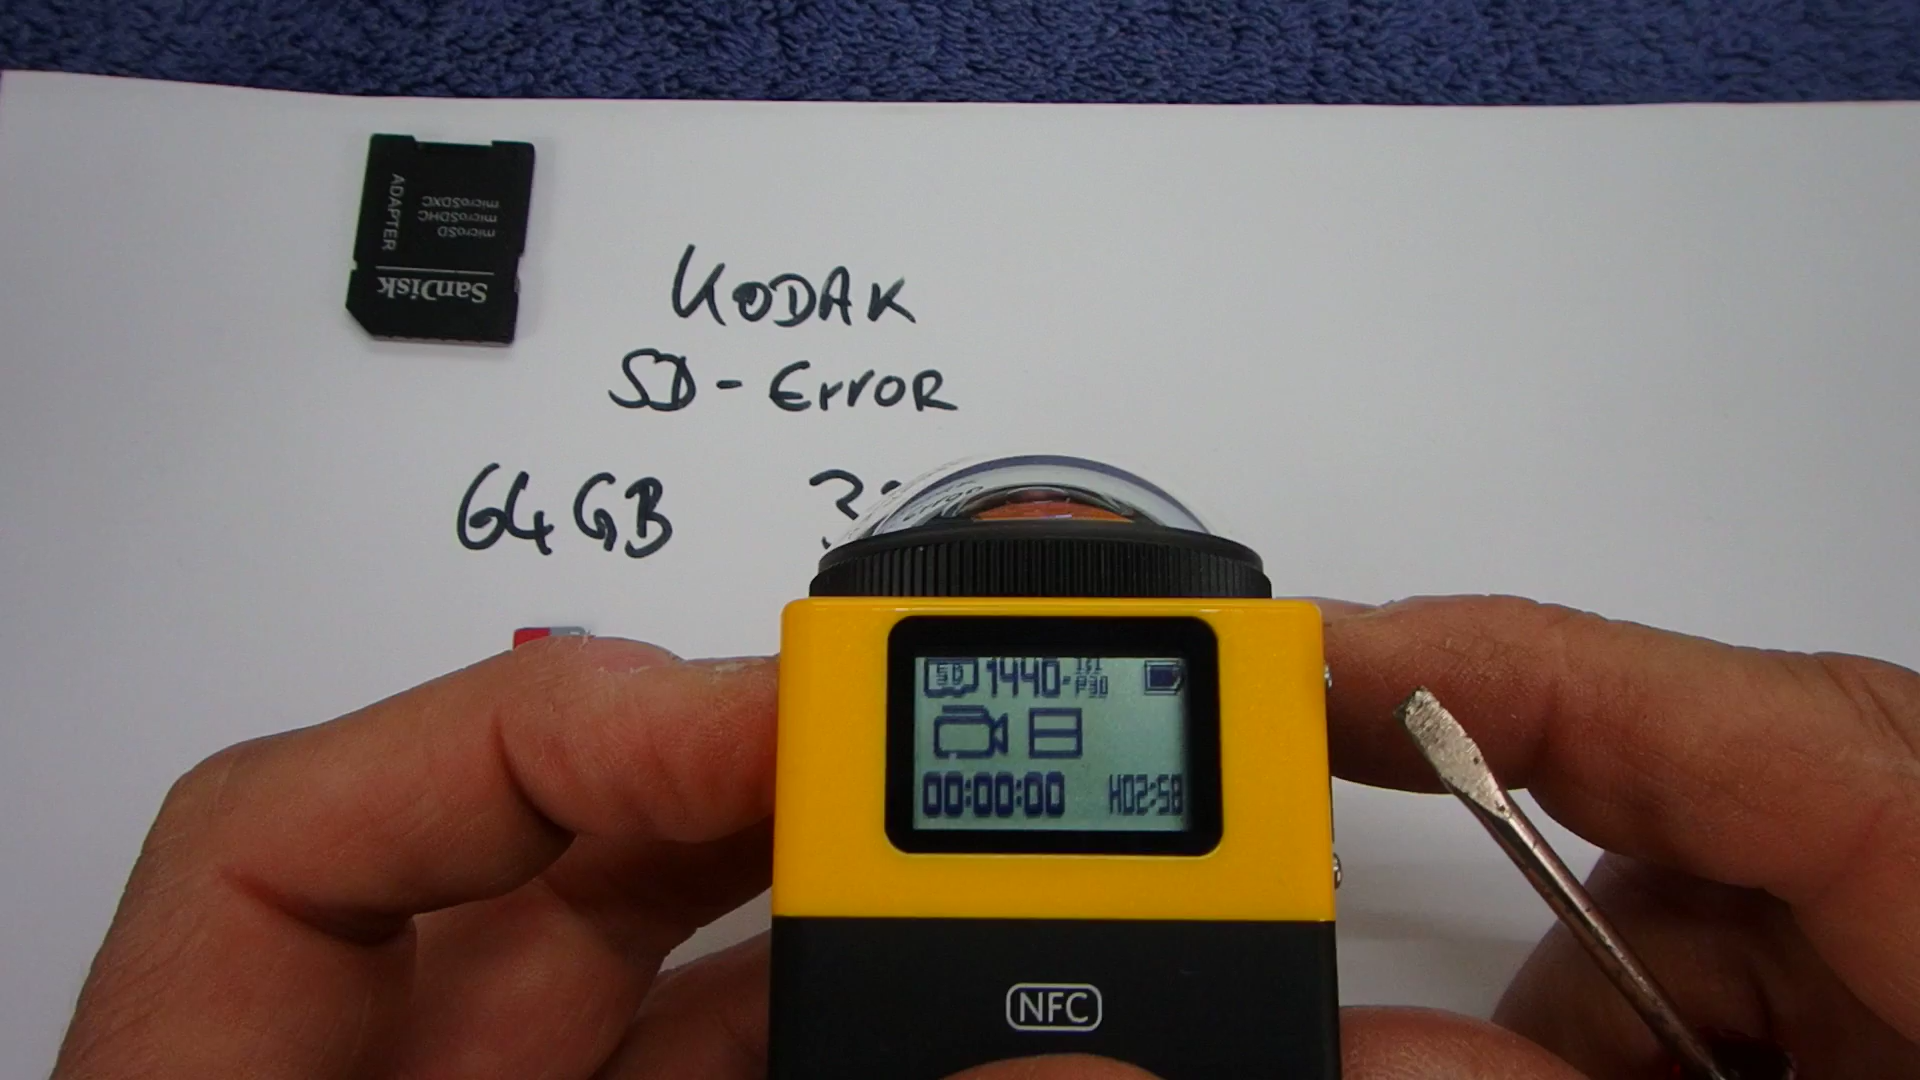 SanDisk
ADAPTER
microSD
microSDHC
microSDXC
KODAK
SD-Error
64GB
SD 1440 P30
00:00:00 H02:58
NFC